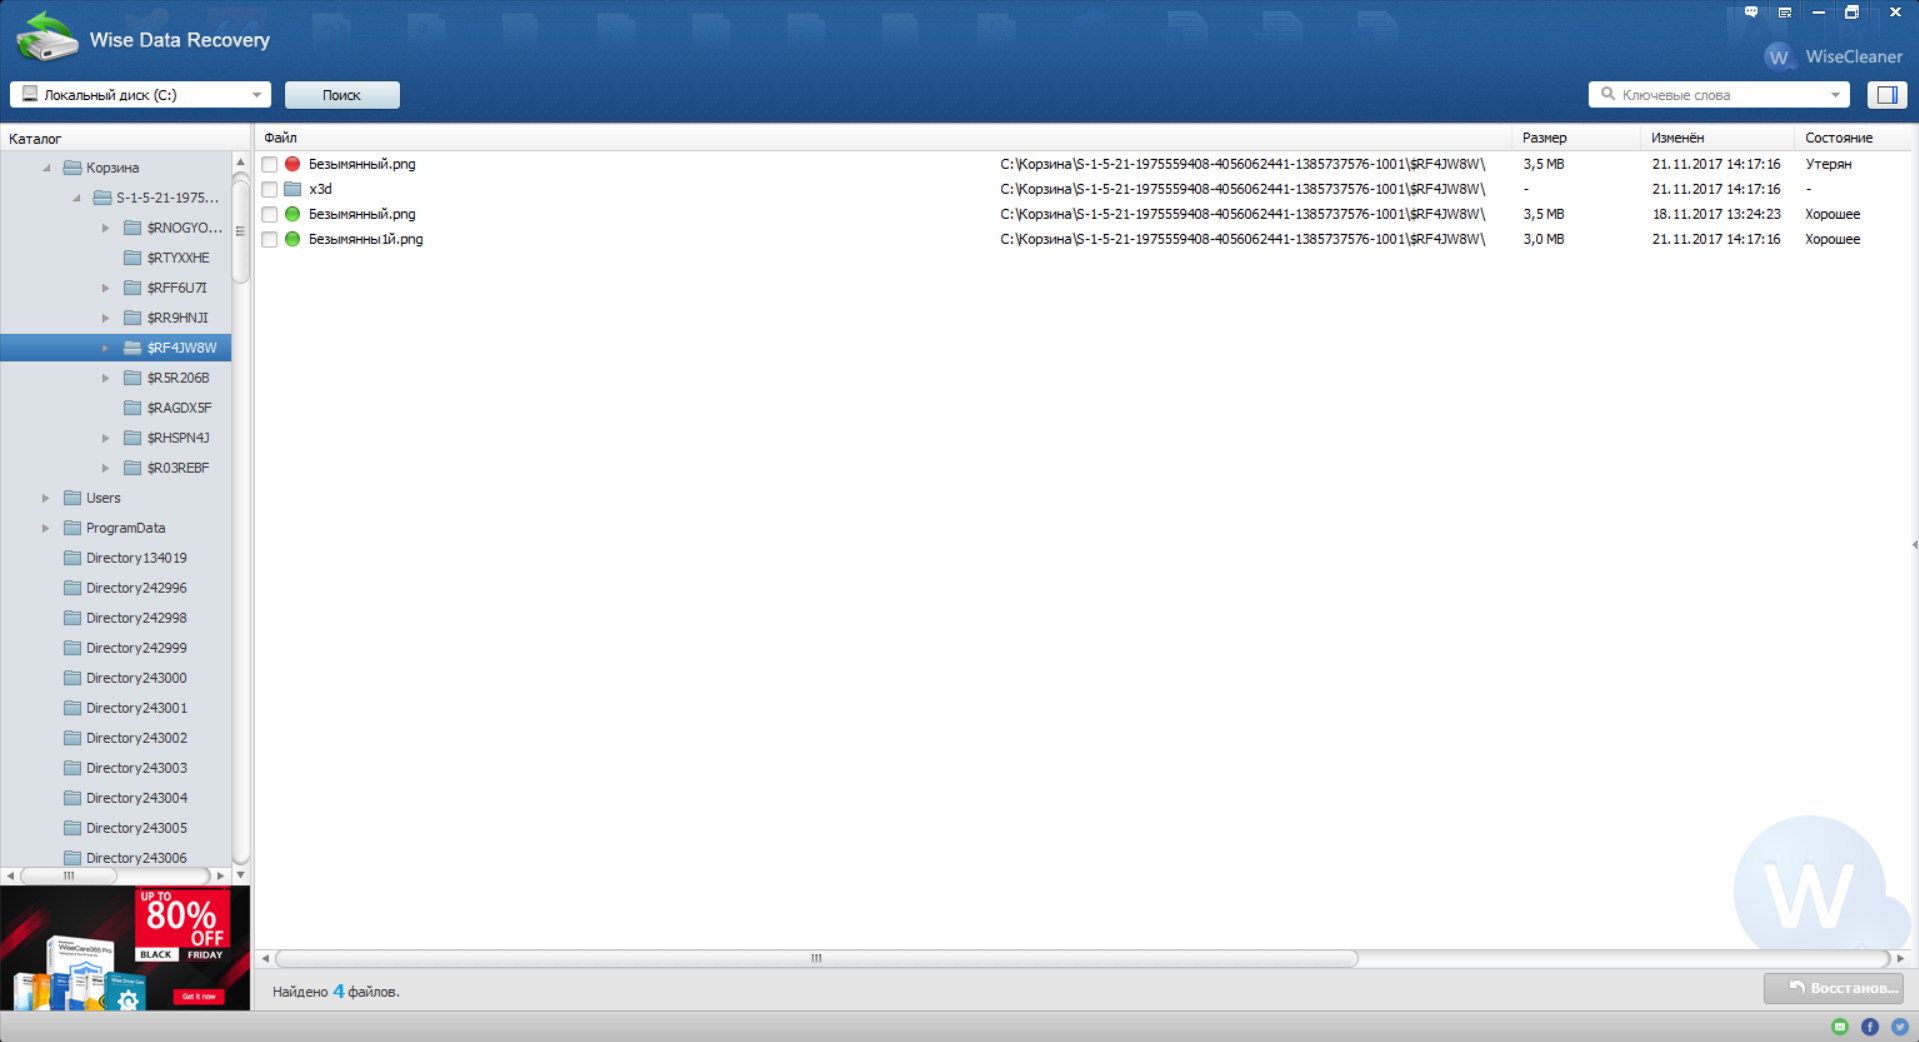 Wise Data Recovery
W WiseCleaner
Локальный диск (C:)
Поиск
Ключевые слова
Каталог
Файл Размер Изменён Состояние
Корзина
S-1-5-21-1975...
$RNOGYO...
$RTYXXHE
$RFF6U7I
$RR9HNJI
$RF4JW8W
$R5R206B
$RAGDX5F
$RHSPN4J
$R03REBF
Users
ProgramData
Directory134019
Directory242996
Directory242998
Directory242999
Directory243000
Directory243001
Directory243002
Directory243003
Directory243004
Directory243005
Directory243006
Безымянный.png C:\Корзина\S-1-5-21-1975559408-4056062441-1385737576-1001\$RF4JW8W\ 3,5 MB 21.11.2017 14:17:16 Утерян
x3d C:\Корзина\S-1-5-21-1975559408-4056062441-1385737576-1001\$RF4JW8W\ - 21.11.2017 14:17:16 -
Безымянный.png C:\Корзина\S-1-5-21-1975559408-4056062441-1385737576-1001\$RF4JW8W\ 3,5 MB 18.11.2017 13:24:23 Хорошее
Безымянны1й.png C:\Корзина\S-1-5-21-1975559408-4056062441-1385737576-1001\$RF4JW8W\ 3,0 MB 21.11.2017 14:17:16 Хорошее
UP TO
80%
OFF
BLACK FRIDAY
WiseCare365 Pro
Wise Driver Care
Get it now
W
Найдено 4 файлов.
Восстанов...